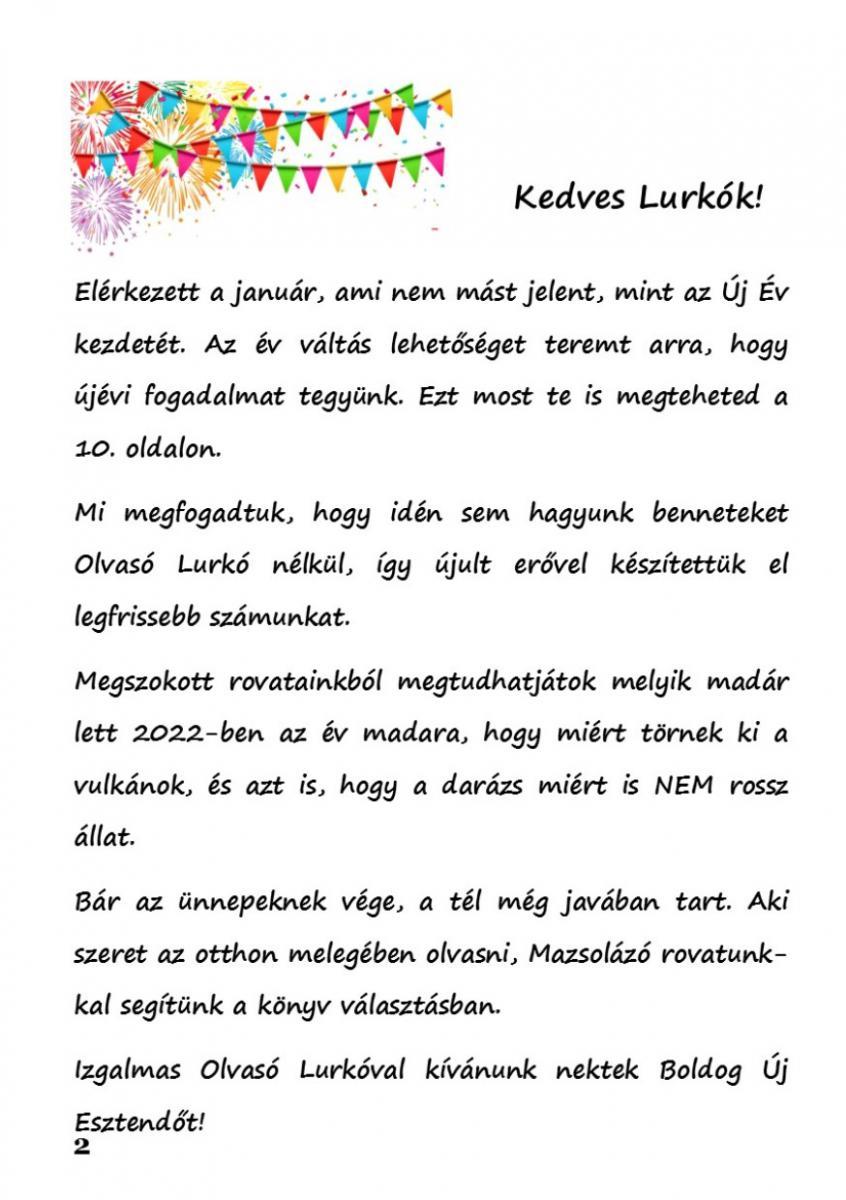 Kedves Lurkók!
Elérkezett a január, ami nem mást jelent, mint az Új Év
kezdetét. Az év váltás lehetőséget teremt arra, hogy
újévi fogadalmat tegyünk. Ezt most te is megteheted a
10. oldalon.
Mi megfogadtuk, hogy idén sem hagyunk benneteket
Olvasó Lurkó nélkül, így újult erővel készítettük el
legfrissebb számunkat.
Megszokott rovatainkból megtudhatjátok melyik madár
lett 2022-ben az év madara, hogy miért törnek ki a
vulkánok, és azt is, hogy a darázs miért is NEM rossz
állat.
Bár az ünnepeknek vége, a tél még javában tart. Aki
szeret az otthon melegében olvasni, Mazsolázó rovatunk-
kal segítünk a könyv választásban.
Izgalmas Olvasó Lurkóval kívánunk nektek Boldog Új
Esztendőt!
2